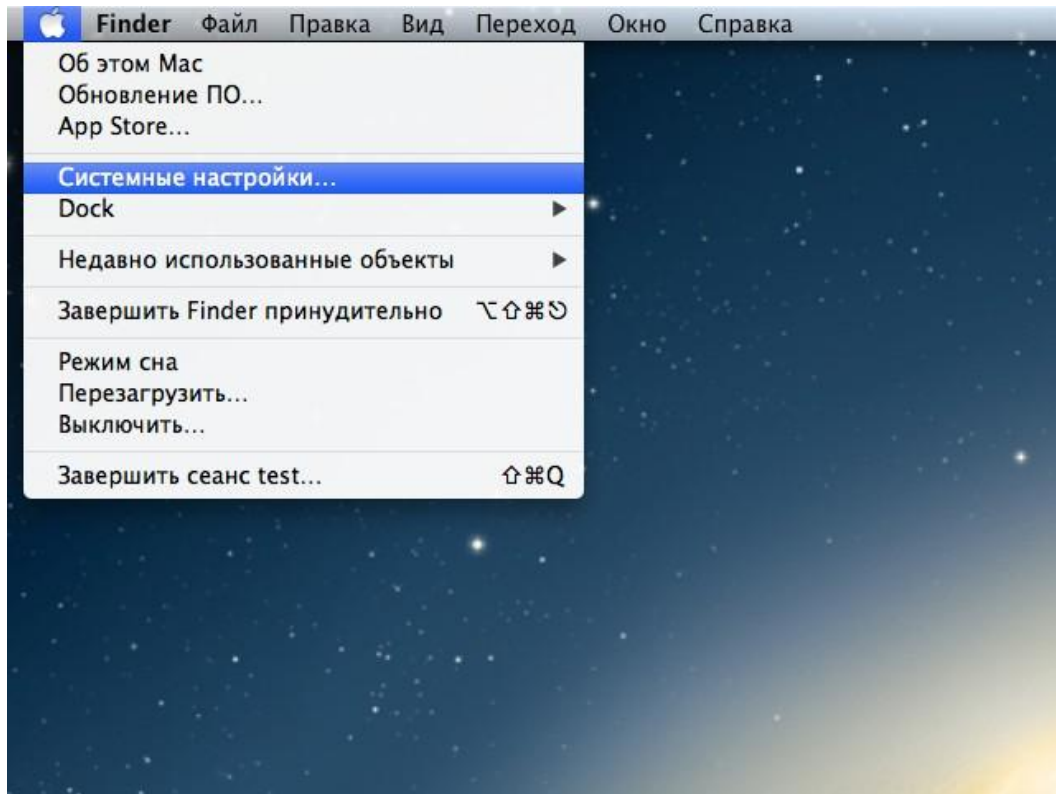 Finder Файл Правка Вид Переход Окно Справка
Об этом Mac
Обновление ПО...
App Store...
Системные настройки...
Dock ▶
Недавно использованные объекты ▶
Завершить Finder принудительно ⌥⇧⌘⎋
Режим сна
Перезагрузить...
Выключить...
Завершить сеанс test... ⇧⌘Q